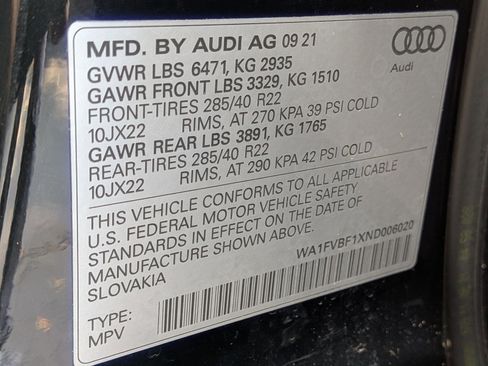 MFD. BY AUDI AG 09 21
GVWR LBS 6471, KG 2935
GAWR FRONT LBS 3329, KG 1510
FRONT-TIRES 285/40 R22
10JX22 RIMS, AT 270 KPA 39 PSI COLD
GAWR REAR LBS 3891, KG 1765
REAR-TIRES 285/40 R22
10JX22 RIMS, AT 290 KPA 42 PSI COLD
THIS VEHICLE CONFORMS TO ALL APPLICABLE
U.S. FEDERAL MOTOR VEHICLE SAFETY
STANDARDS IN EFFECT ON THE DATE OF
MANUFACTURE SHOWN ABOVE.
SLOVAKIA
WA1FVBF1XND006020
TYPE:
MPV
Audi